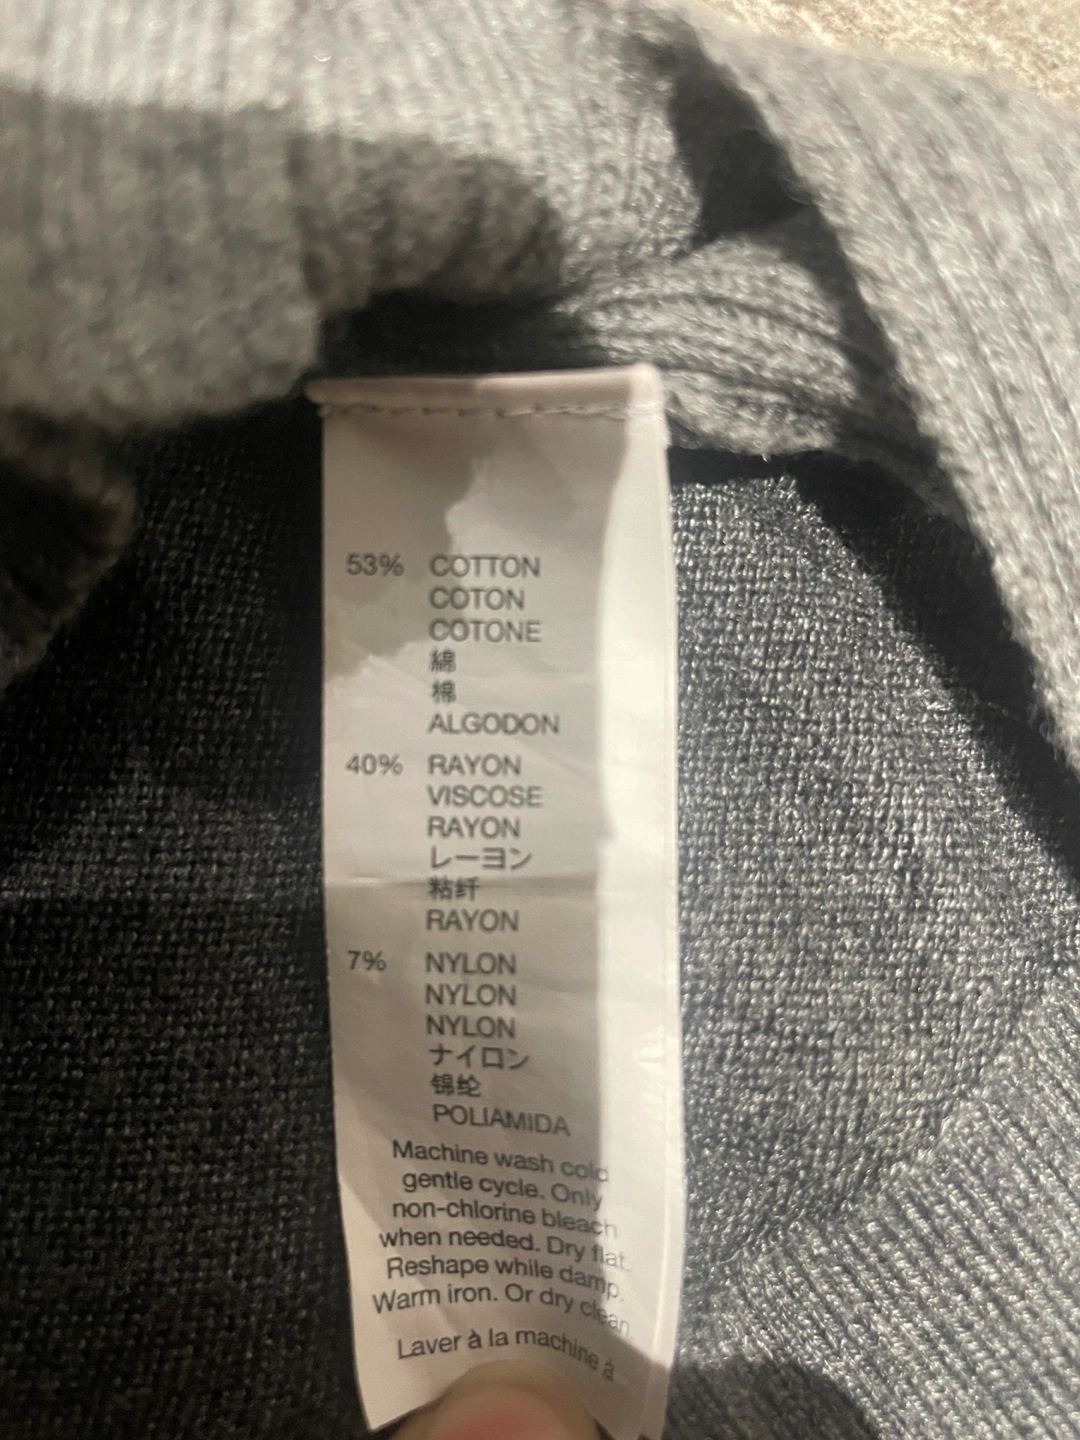 53% COTTON
COTON
COTONE
綿
棉
ALGODON
40% RAYON
VISCOSE
RAYON
レーヨン
粘纤
RAYON
7% NYLON
NYLON
NYLON
ナイロン
锦纶
POLIAMIDA
Machine wash cold
gentle cycle. Only
non-chlorine bleach
when needed. Dry flat.
Reshape while damp.
Warm iron. Or dry clean.
Laver à la machine à